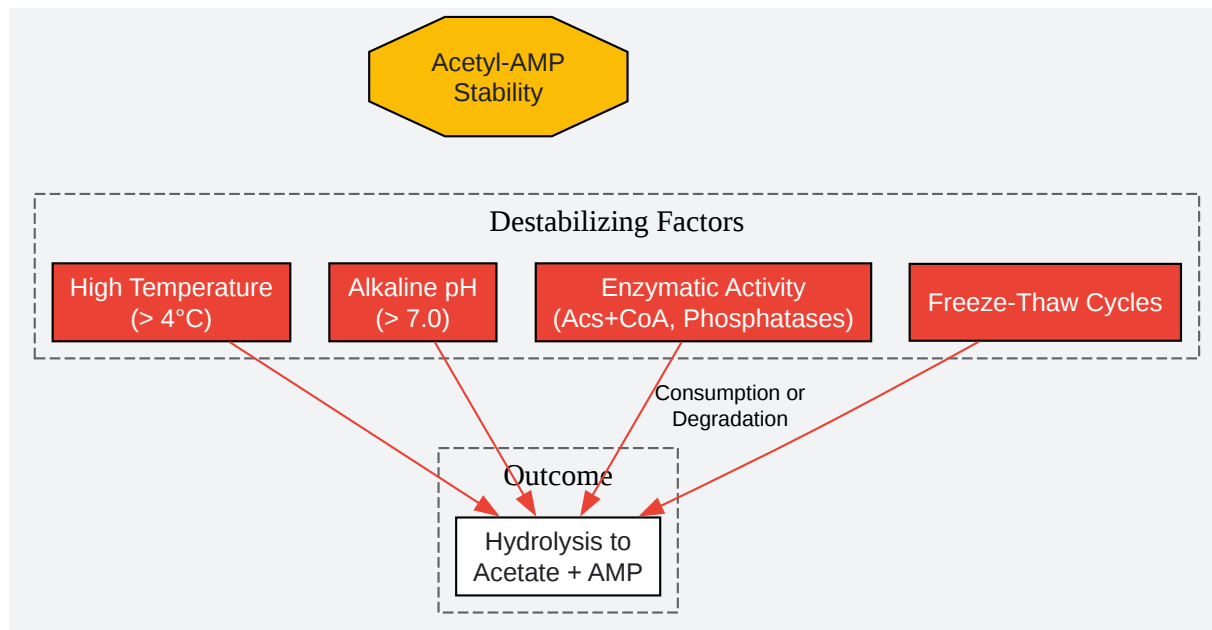 Acetyl-AMP
Stability
Destabilizing Factors
High Temperature
(> 4°C)
Alkaline pH
(> 7.0)
Enzymatic Activity
(Acs+CoA, Phosphatases)
Freeze-Thaw Cycles
Consumption or
Degradation
Outcome
Hydrolysis to
Acetate + AMP